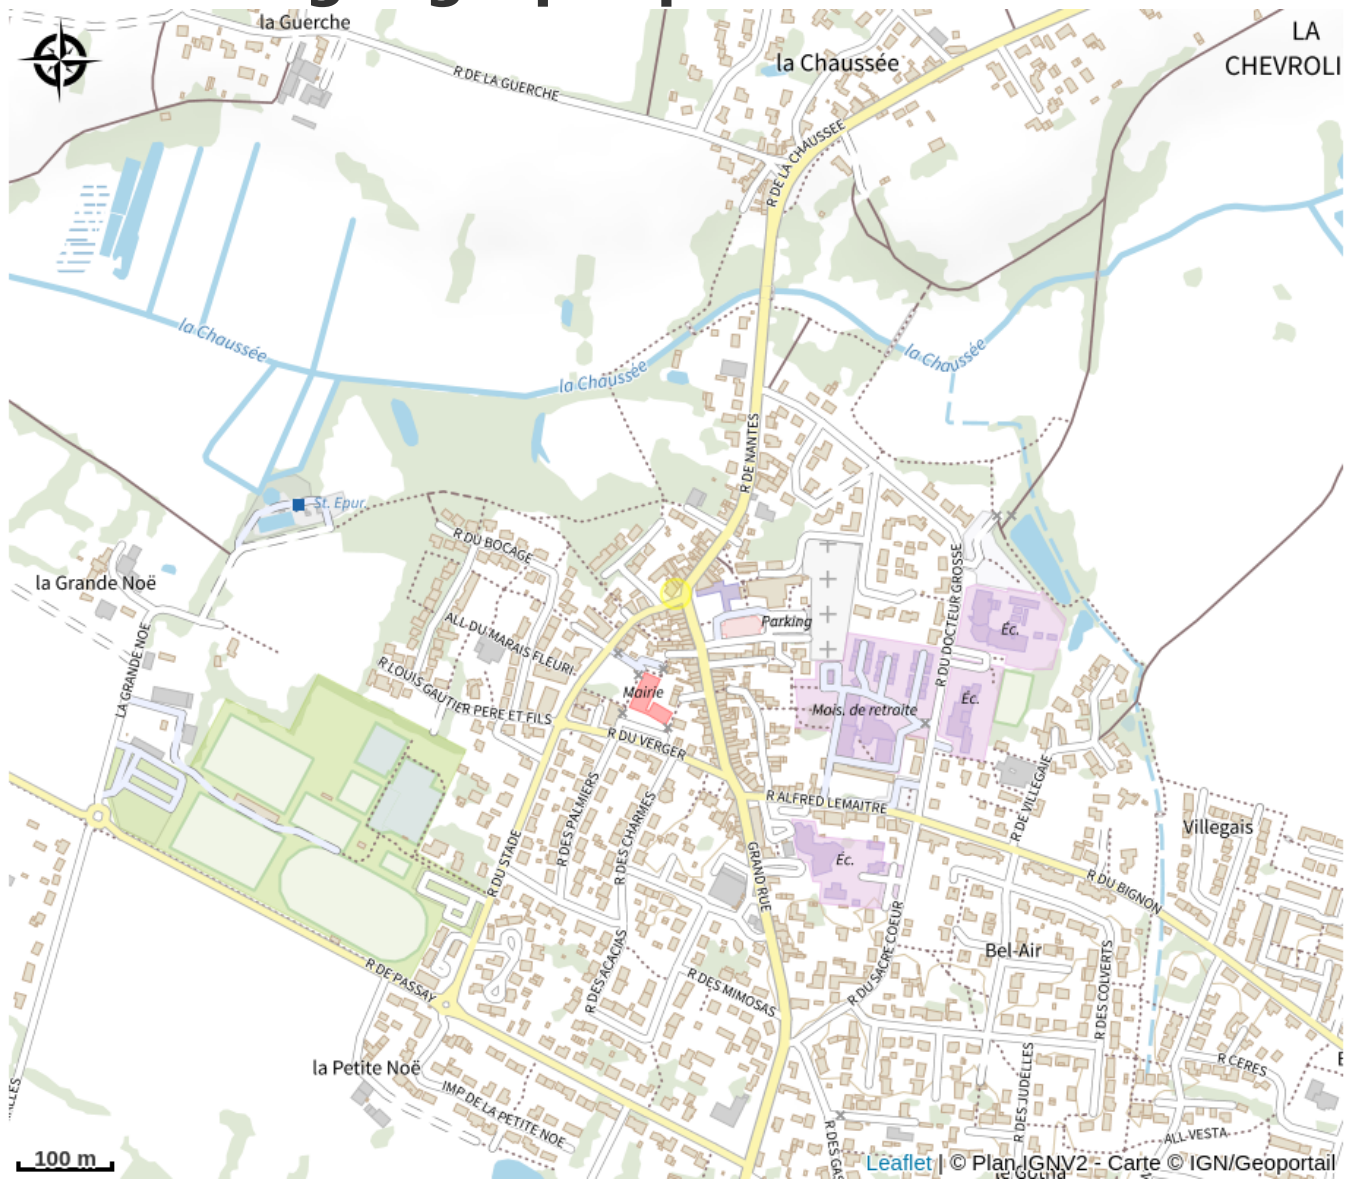 la Guerche
LA
CHEVROLI
la Chaussée
R DE LA GUERCHE
R DE LA CHAUSSEE
la Chaussée
la Chaussée
la Chaussée
R DE NANTES
St. Epur.
R DU BOCAGE
la Grande Noë
R DU DOCTEUR GROSSE
Parking
Éc.
ALL DU MARAIS FLEURI
LA GRANDE NOE
R LOUIS GAUTIER PERE ET FILS
Mairie
Éc.
Mais. de retraite
R DU VERGER
R ALFRED LEMAITRE
R DE VILLEGAIE
Villegais
R DES PALMIERS
R DES CHARMES
R DU STADE
GRAND RUE
Éc.
R DU BIGNON
R DU SACRE COEUR
Bel-Air
R DES ACACIAS
R DES MIMOSAS
R DES COLVERTS
R DE PASSAY
la Petite Noë
R CERES
IMP DE LA PETITE NOE
R DES JUDELLES
R DES GAS
ALL VESTA
100 m
Leaflet | © Plan IGNV2 - Carte © IGN/Geoportail